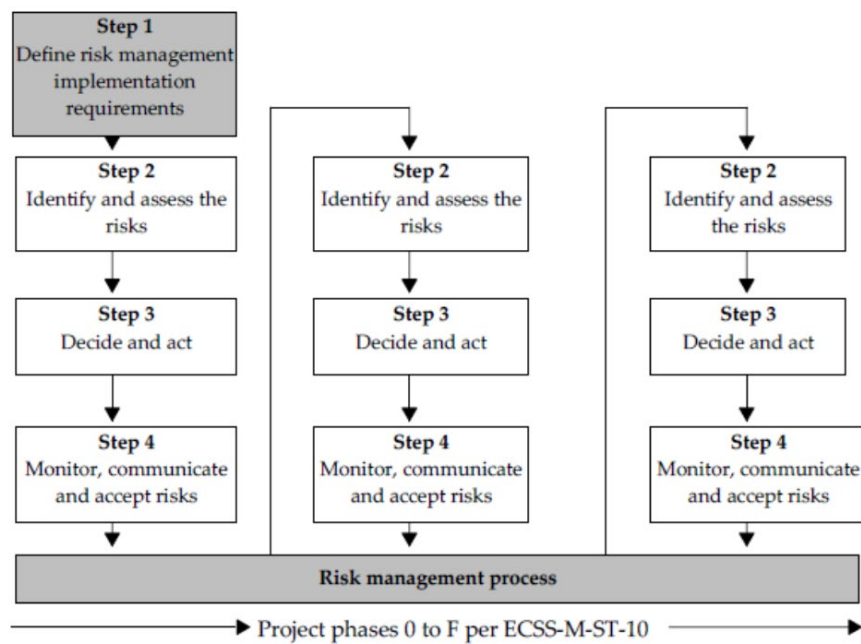 Step 1
Define risk management
implementation
requirements
Step 2
Identify and assess the
risks
Step 3
Decide and act
Step 4
Monitor, communicate
and accept risks
Step 2
Identify and assess the
risks
Step 3
Decide and act
Step 4
Monitor, communicate
and accept risks
Step 2
Identify and assess
the risks
Step 3
Decide and act
Step 4
Monitor, communicate
and accept risks
Risk management process
Project phases 0 to F per ECSS-M-ST-10